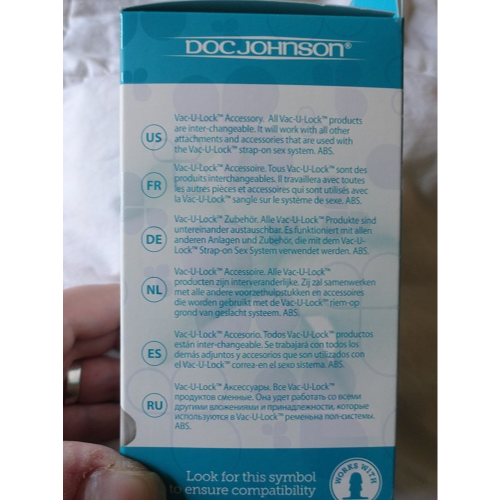 DOC JOHNSON®
US
Vac-U-Lock™ Accessory. All Vac-U-Lock™ products
are inter-changeable. It will work with all other
attachments and accessories that are used with
the Vac-U-Lock™ strap-on sex system. ABS.
FR
Vac-U-Lock™ Accessoire. Tous Vac-U-Lock™ sont des
produits interchangeables. Il travaillera avec toutes
les autres pièces et accessoires qui sont utilisés avec
la Vac-U-Lock™ sangle sur le système de sexe. ABS.
DE
Vac-U-Lock™ Zubehör. Alle Vac-U-Lock™ Produkte sind
untereinander austauschbar. Es funktioniert mit allen
anderen Anlagen und Zubehör, die mit dem Vac-U-
Lock™ Strap-on Sex System verwendet werden. ABS.
NL
Vac-U-Lock™ Accessoire. Alle Vac-U-Lock™
producten zijn interveranderlijke. Zij zal samenwerken
met alle andere voorzethulpstukken en accessoires
die worden gebruikt met de Vac-U-Lock™ riem-op
grond van geslacht systeem. ABS.
ES
Vac-U-Lock™ Accesorio. Todos Vac-U-Lock™ productos
están inter-changeable. Se trabajará con todos los
demás adjuntos y accesorios que son utilizados con
el Vac-U-Lock™ correa-en el sexo sistema. ABS.
RU
Vac-U-Lock™ Аксессуары. Все Vac-U-Lock™
продуктов сменные. Она удет работать со всеми
другими вложениями и принадлежности, которые
используются в Vac-U-Lock™ ременьна пол-системы.
ABS.
Look for this symbol
to ensure compatibility
WORKS WITH